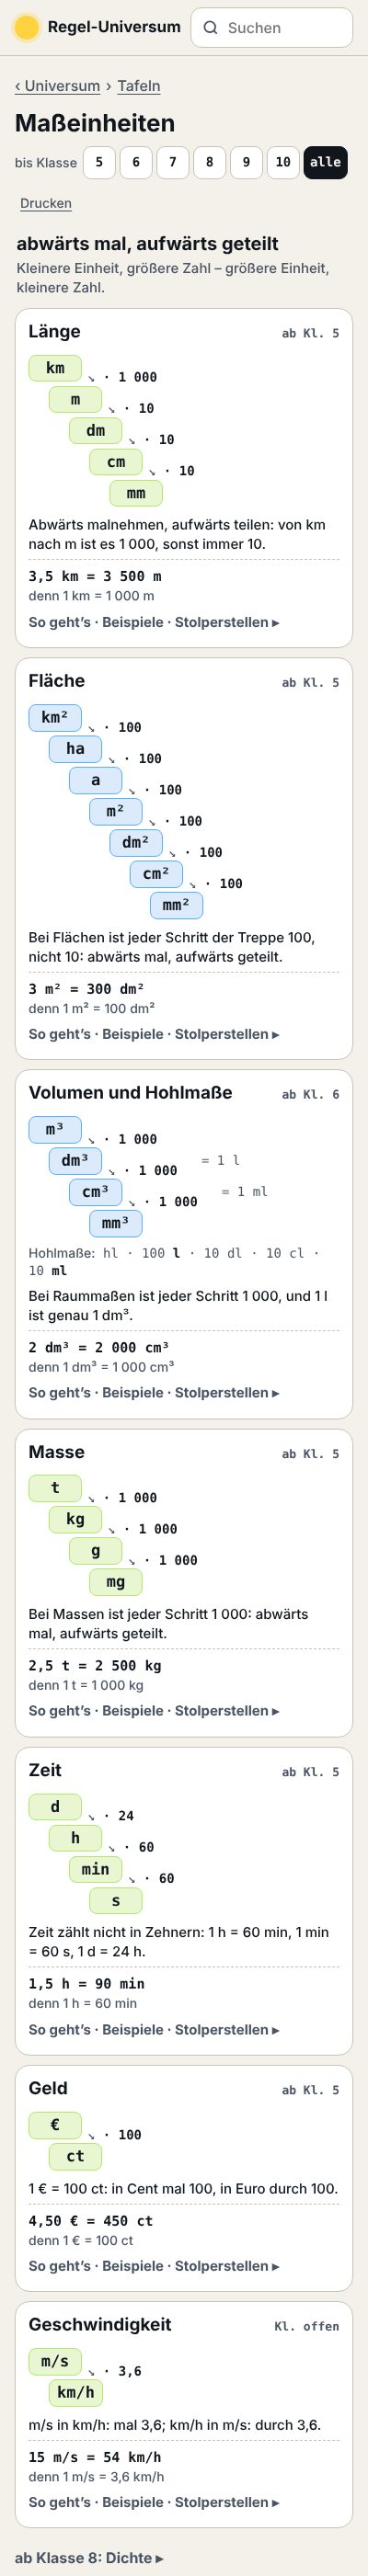 Regel-Universum
Suchen
‹ Universum › Tafeln
Maßeinheiten
bis Klasse 5 6 7 8 9 10 alle
Drucken
abwärts mal, aufwärts geteilt
Kleinere Einheit, größere Zahl – größere Einheit,
kleinere Zahl.
Länge ab Kl. 5
km
↘ · 1 000
m
↘ · 10
dm
↘ · 10
cm
↘ · 10
mm
Abwärts malnehmen, aufwärts teilen: von km
nach m ist es 1 000, sonst immer 10.
3,5 km = 3 500 m
denn 1 km = 1 000 m
So geht’s · Beispiele · Stolperstellen ▸
Fläche ab Kl. 5
km²
↘ · 100
ha
↘ · 100
a
↘ · 100
m²
↘ · 100
dm²
↘ · 100
cm²
↘ · 100
mm²
Bei Flächen ist jeder Schritt der Treppe 100,
nicht 10: abwärts mal, aufwärts geteilt.
3 m² = 300 dm²
denn 1 m² = 100 dm²
So geht’s · Beispiele · Stolperstellen ▸
Volumen und Hohlmaße ab Kl. 6
m³
↘ · 1 000
dm³ = 1 l
↘ · 1 000
cm³ = 1 ml
↘ · 1 000
mm³
Hohlmaße: hl · 100 l · 10 dl · 10 cl ·
10 ml
Bei Raummaßen ist jeder Schritt 1 000, und 1 l
ist genau 1 dm³.
2 dm³ = 2 000 cm³
denn 1 dm³ = 1 000 cm³
So geht’s · Beispiele · Stolperstellen ▸
Masse ab Kl. 5
t
↘ · 1 000
kg
↘ · 1 000
g
↘ · 1 000
mg
Bei Massen ist jeder Schritt 1 000: abwärts
mal, aufwärts geteilt.
2,5 t = 2 500 kg
denn 1 t = 1 000 kg
So geht’s · Beispiele · Stolperstellen ▸
Zeit ab Kl. 5
d
↘ · 24
h
↘ · 60
min
↘ · 60
s
Zeit zählt nicht in Zehnern: 1 h = 60 min, 1 min
= 60 s, 1 d = 24 h.
1,5 h = 90 min
denn 1 h = 60 min
So geht’s · Beispiele · Stolperstellen ▸
Geld ab Kl. 5
€
↘ · 100
ct
1 € = 100 ct: in Cent mal 100, in Euro durch 100.
4,50 € = 450 ct
denn 1 € = 100 ct
So geht’s · Beispiele · Stolperstellen ▸
Geschwindigkeit Kl. offen
m/s
↘ · 3,6
km/h
m/s in km/h: mal 3,6; km/h in m/s: durch 3,6.
15 m/s = 54 km/h
denn 1 m/s = 3,6 km/h
So geht’s · Beispiele · Stolperstellen ▸
ab Klasse 8: Dichte ▸